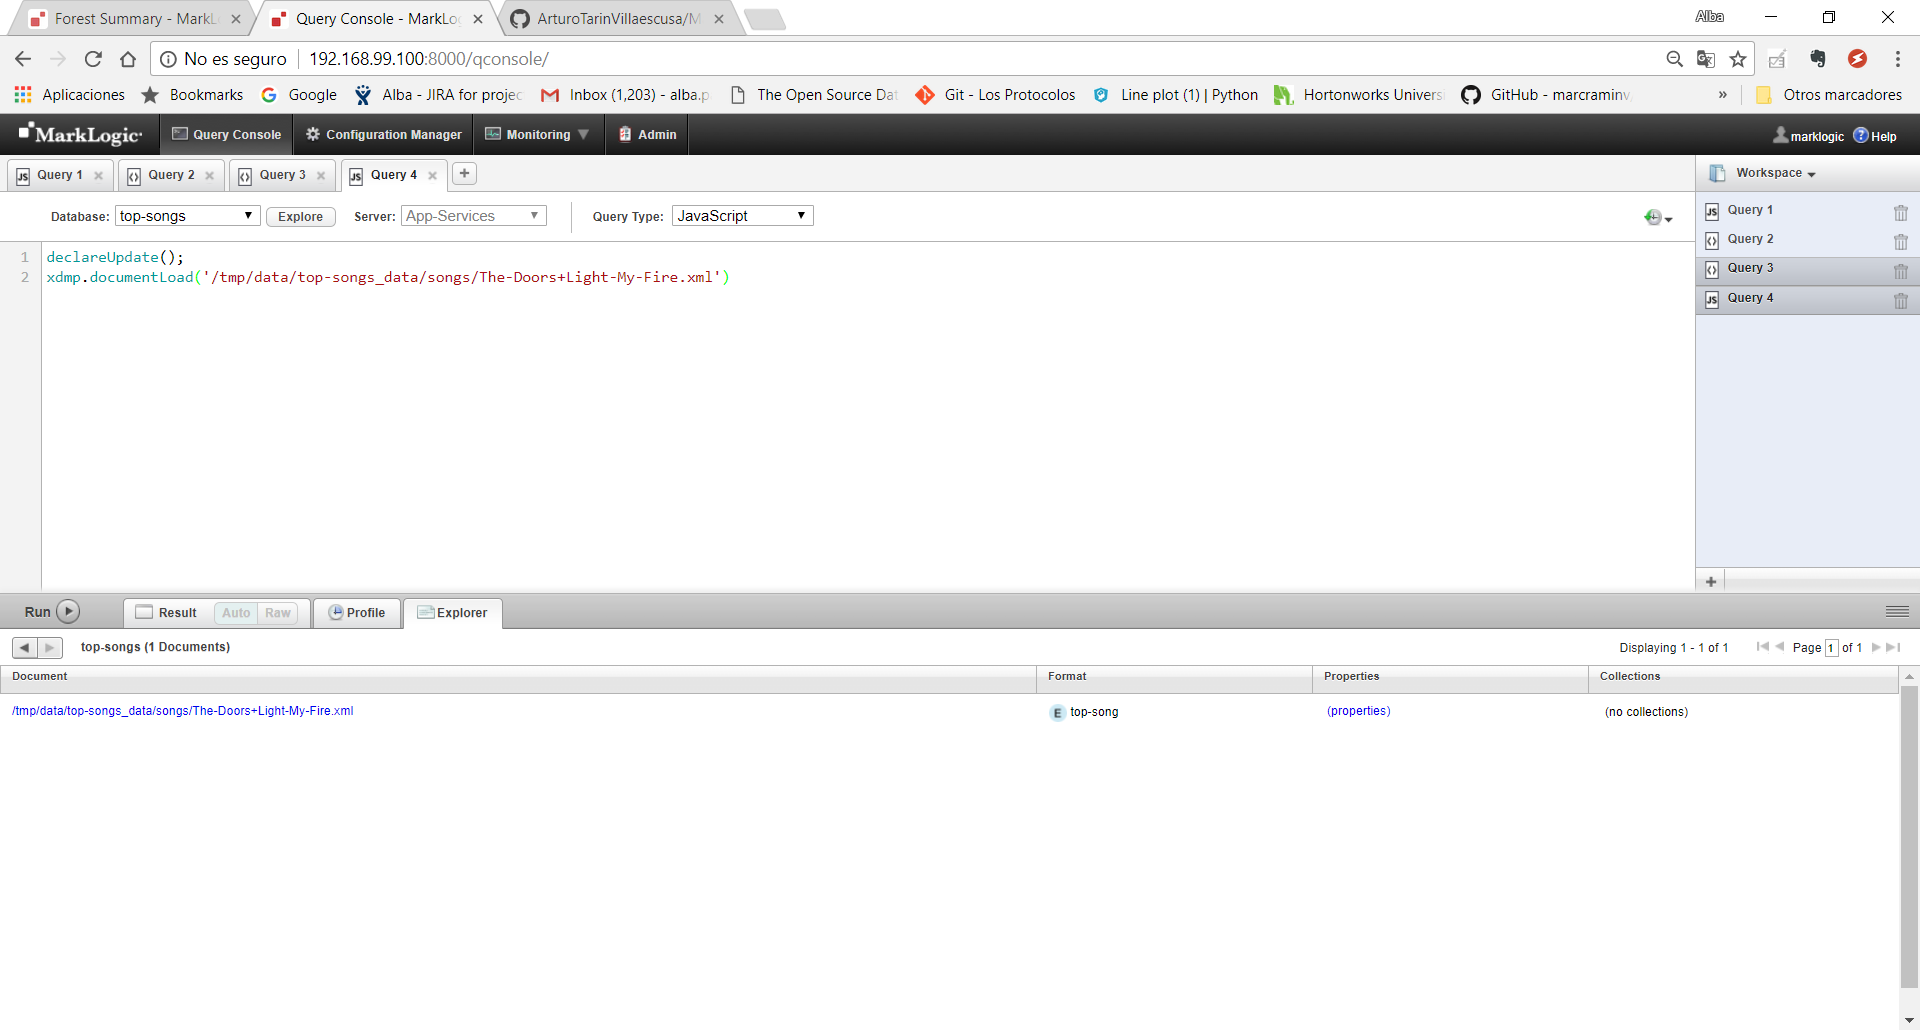 Forest Summary - MarkL
Query Console - MarkLo
ArturoTarinVillaescusa/M
Alba
No es seguro
192.168.99.100:8000/qconsole/
Aplicaciones
Bookmarks
Google
Alba - JIRA for projec
Inbox (1,203) - alba.p
The Open Source Dat
Git - Los Protocolos
Line plot (1) | Python
Hortonworks Univers
GitHub - marcraminv
»
Otros marcadores
MarkLogic
Query Console
Configuration Manager
Monitoring
Admin
marklogic
Help
Query 1
Query 2
Query 3
Query 4
Workspace
Database:
top-songs
Explore
Server:
App-Services
Query Type:
JavaScript
1 declareUpdate();
2 xdmp.documentLoad('/tmp/data/top-songs_data/songs/The-Doors+Light-My-Fire.xml')
Query 1
Query 2
Query 3
Query 4
Run
Result
Auto
Raw
Profile
Explorer
top-songs (1 Documents)
Displaying 1 - 1 of 1
Page 1 of 1
Document
Format
Properties
Collections
/tmp/data/top-songs_data/songs/The-Doors+Light-My-Fire.xml
E top-song
(properties)
(no collections)